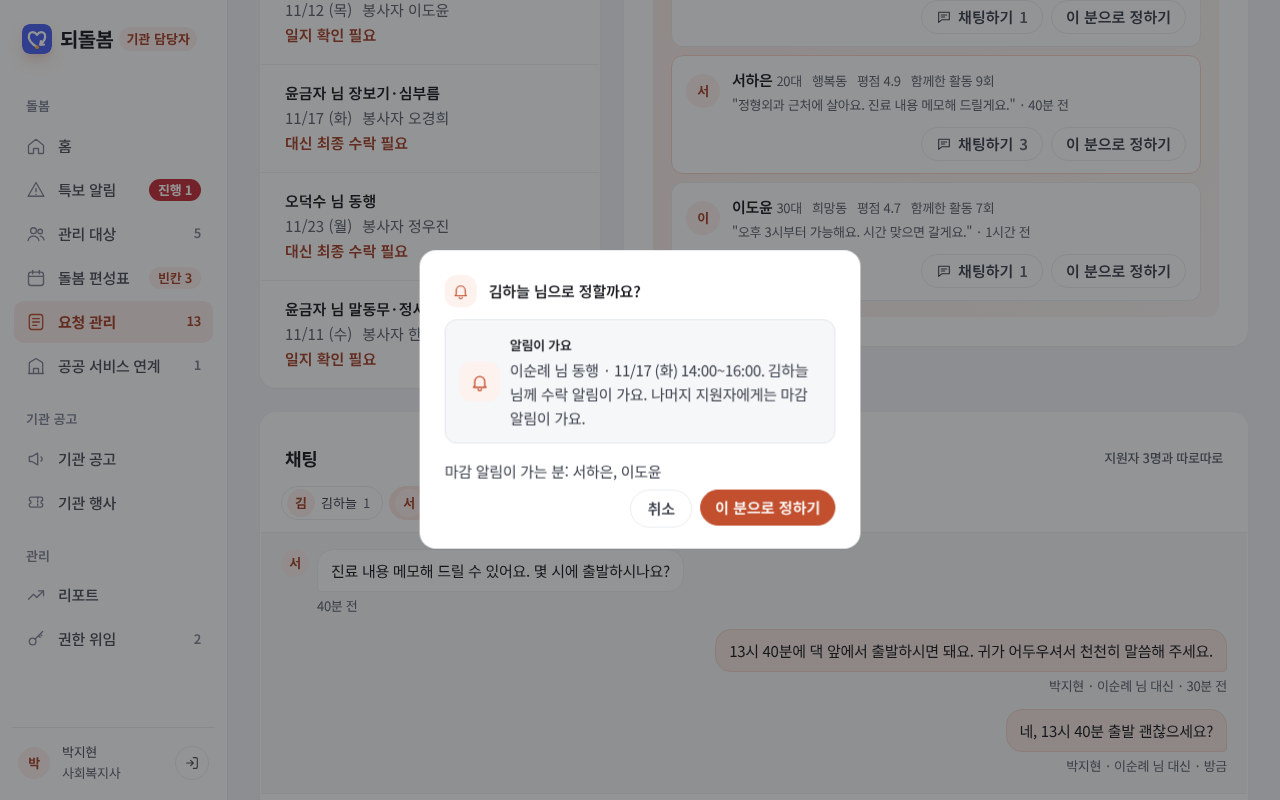 되돌봄 기관 담당자
돌봄
홈
특보 알림 진행 1
관리 대상 5
돌봄 편성표 빈칸 3
요청 관리 13
공공 서비스 연계 1
기관 공고
기관 공고
기관 행사
관리
리포트
권한 위임 2
박 박지현
사회복지사
11/12 (목) 봉사자 이도윤
일지 확인 필요
윤금자 님 장보기·심부름
11/17 (화) 봉사자 오경희
대신 최종 수락 필요
오덕수 님 동행
11/23 (월) 봉사자 정우진
대신 최종 수락 필요
윤금자 님 말동무·정서
11/11 (수) 봉사자 한
일지 확인 필요
채팅하기 1 이 분으로 정하기
서 서하은 20대 행복동 평점 4.9 함께한 활동 9회
"정형외과 근처에 살아요. 진료 내용 메모해 드릴게요." · 40분 전
채팅하기 3 이 분으로 정하기
이 이도윤 30대 희망동 평점 4.7 함께한 활동 7회
"오후 3시부터 가능해요. 시간 맞으면 갈게요." · 1시간 전
채팅하기 1 이 분으로 정하기
김하늘 님으로 정할까요?
알림이 가요
이순례 님 동행 · 11/17 (화) 14:00~16:00. 김하늘
님께 수락 알림이 가요. 나머지 지원자에게는 마감
알림이 가요.
마감 알림이 가는 분: 서하은, 이도윤
취소 이 분으로 정하기
채팅 지원자 3명과 따로따로
김 김하늘 1 서
서 진료 내용 메모해 드릴 수 있어요. 몇 시에 출발하시나요?
40분 전
13시 40분에 댁 앞에서 출발하시면 돼요. 귀가 어두우셔서 천천히 말씀해 주세요.
박지현 · 이순례 님 대신 · 30분 전
네, 13시 40분 출발 괜찮으세요?
박지현 · 이순례 님 대신 · 방금